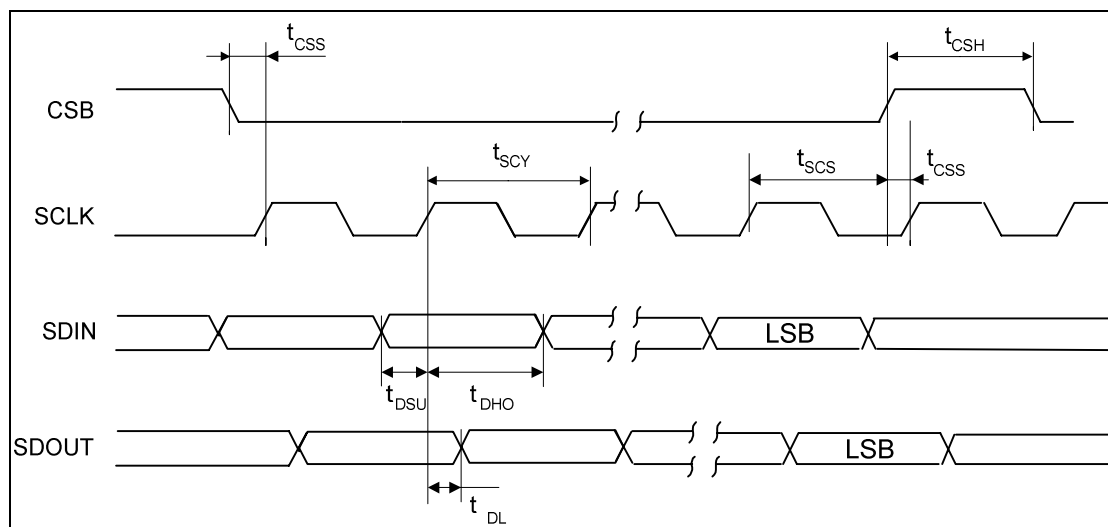 tCSS
tCSH
CSB
tSCY
tSCS
tCSS
SCLK
SDIN
LSB
tDSU
tDHO
SDOUT
LSB
t DL